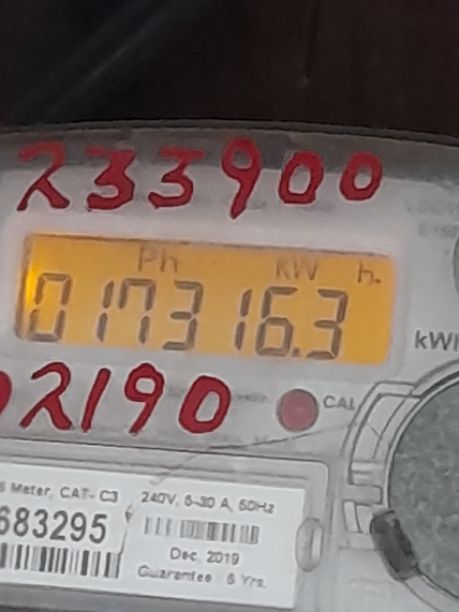 233900
Ph kW h.
017316.3
kWh
02190
CAL
Meter, CAT- C3
683295
240V, 5-30 A, 50Hz
Dec, 2019
Guarantee 5 Yrs.